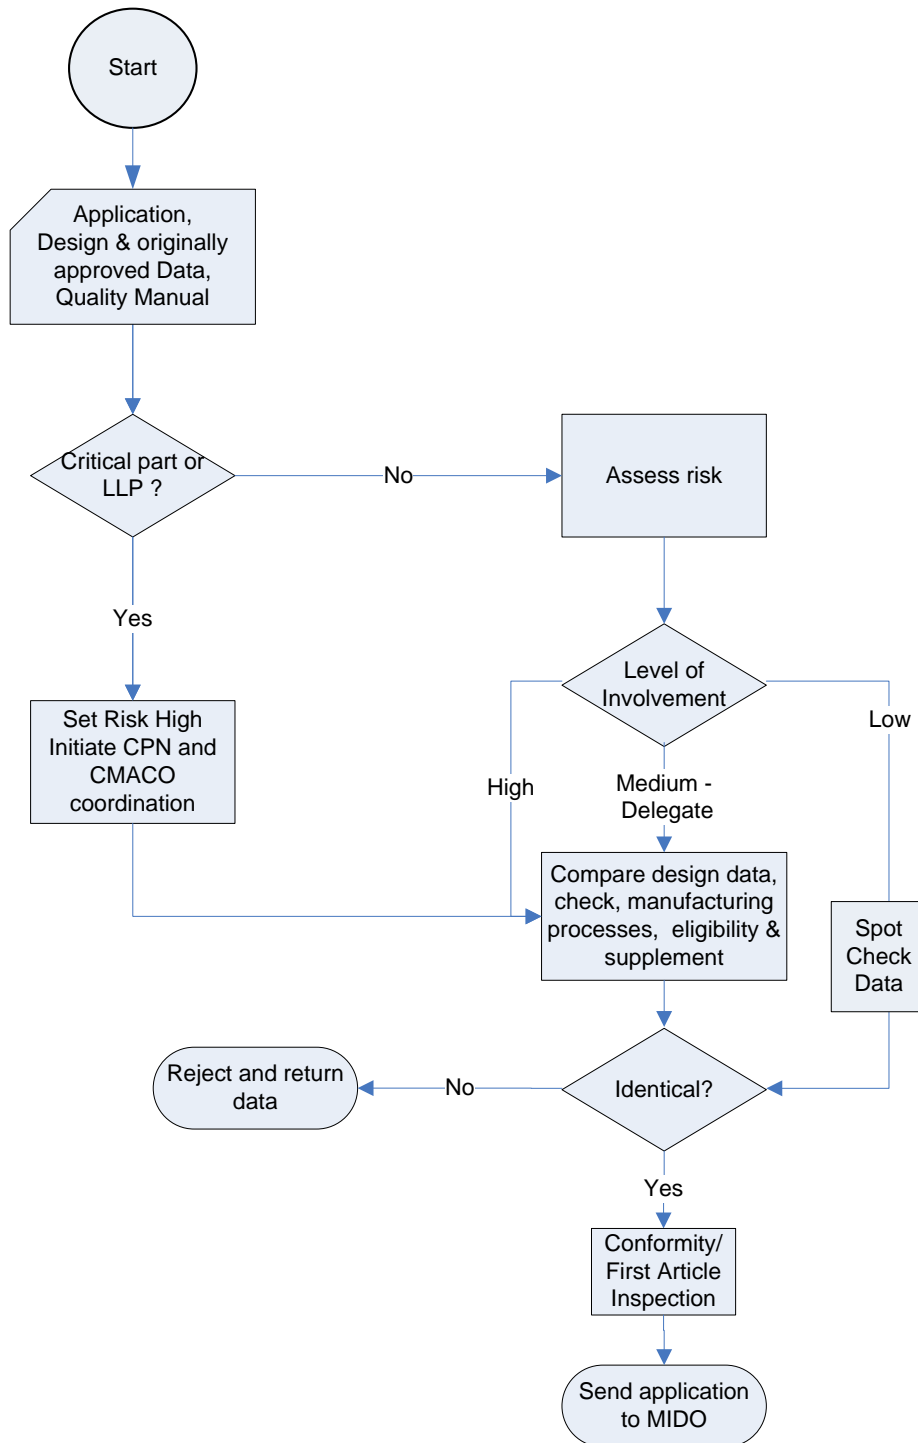 Start
Application,
Design & originally
approved Data,
Quality Manual
Critical part or
LLP ?
No
Assess risk
Yes
Level of
Involvement
Low
Set Risk High
Initiate CPN and
CMACO
coordination
High
Medium -
Delegate
Compare design data,
check, manufacturing
processes,  eligibility &
supplement
Spot
Check
Data
Reject and return
data
No
Identical?
Yes
Conformity/
First Article
Inspection
Send application
to MIDO